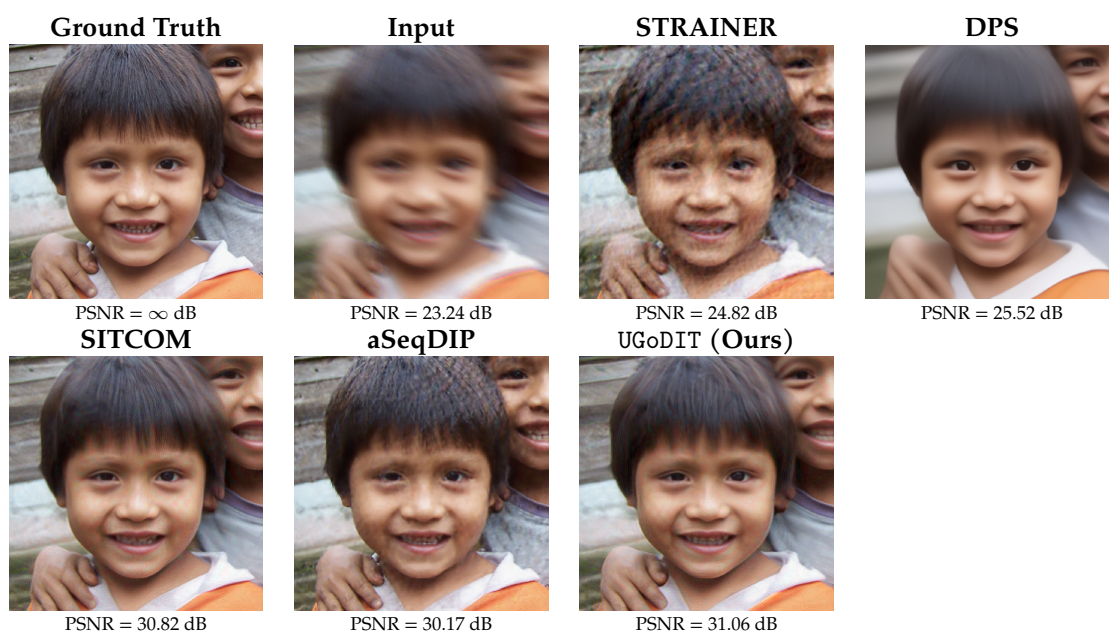 Ground Truth Input STRAINER DPS
PSNR = ∞ dB PSNR = 23.24 dB PSNR = 24.82 dB PSNR = 25.52 dB
SITCOM aSeqDIP UGoDIT (Ours)
PSNR = 30.82 dB PSNR = 30.17 dB PSNR = 31.06 dB